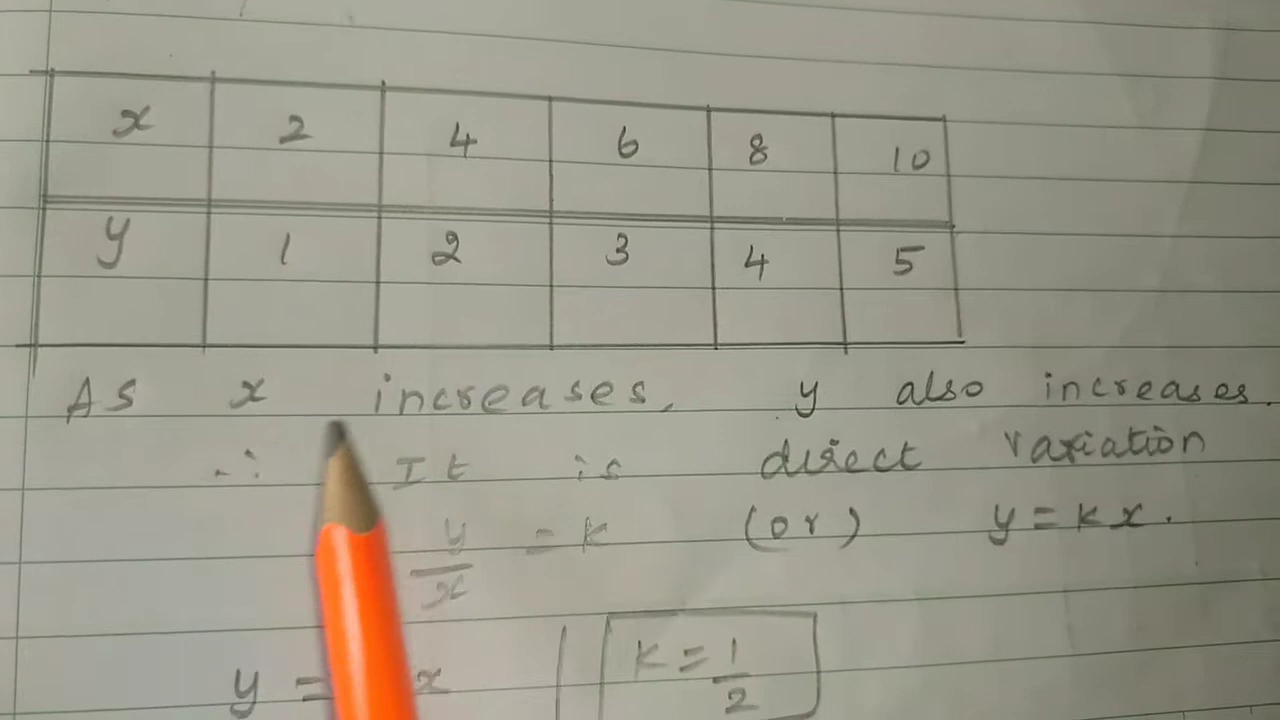 x 2 4 6 8 10
y 1 2 3 4 5
As x increases, y also increases.
∴ It is direct variation
y/x = k (or) y = kx.
y = x k = 1/2